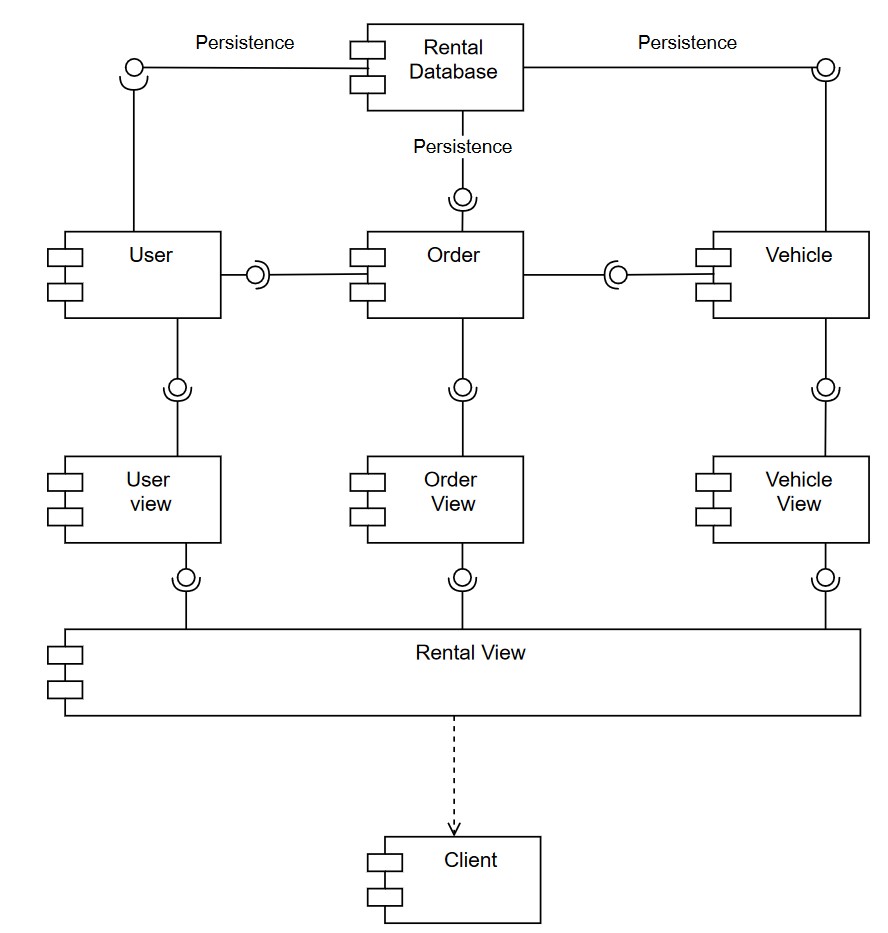 Persistence
Rental
Database
Persistence
Persistence
User
Order
Vehicle
User
view
Order
View
Vehicle
View
Rental View
Client